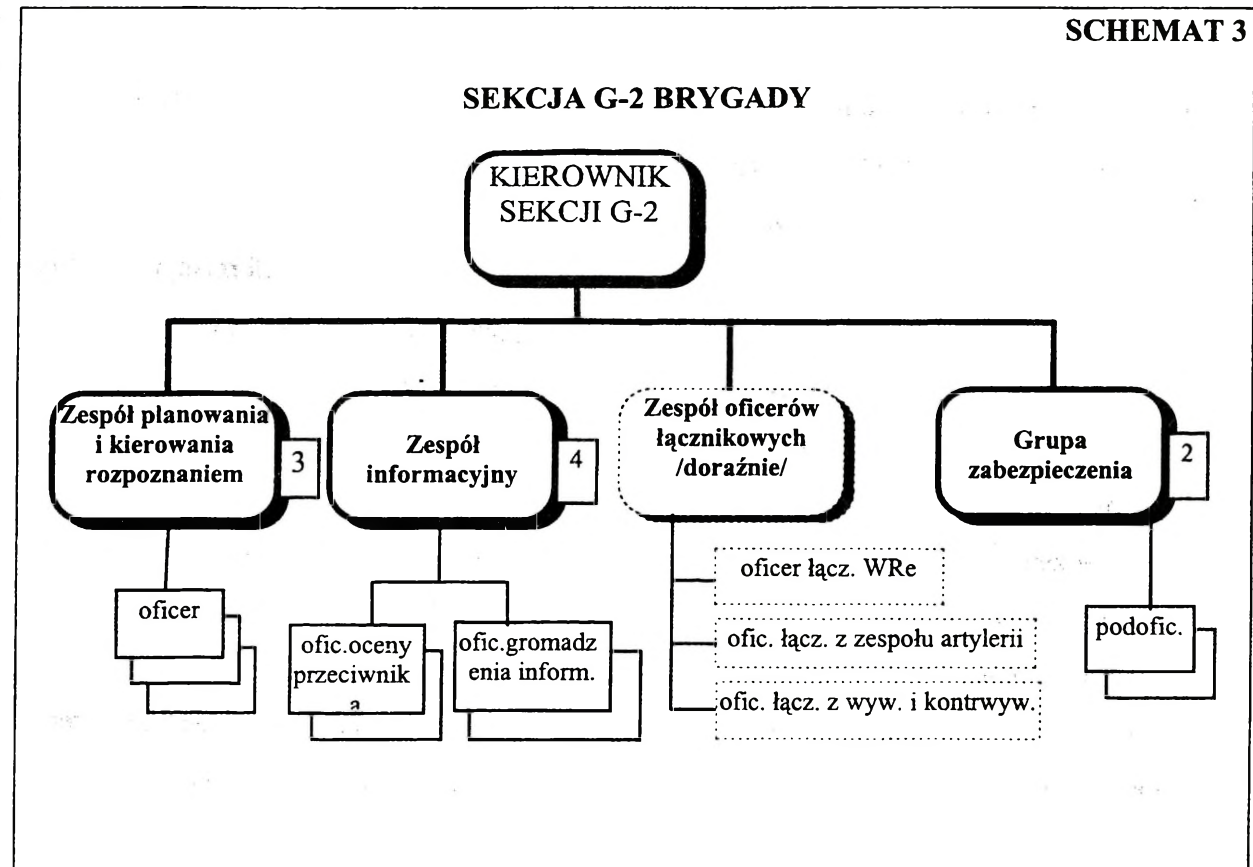 SCHEMAT 3
SEKCJA G-2 BRYGADY
KIEROWNIK
SEKCJI G-2
Zespół planowania
i kierowania
rozpoznaniem
3
Zespół
informacyjny
4
Zespół oficerów
łącznikowych
/doraźnie/
Grupa
zabezpieczenia
2
oficer
ofic.oceny
przeciwnik
a
ofic.gromadz
enia inform.
oficer łącz. WRe
ofic. łącz. z zespołu artylerii
ofic. łącz. z wyw. i kontrwyw.
podofic.